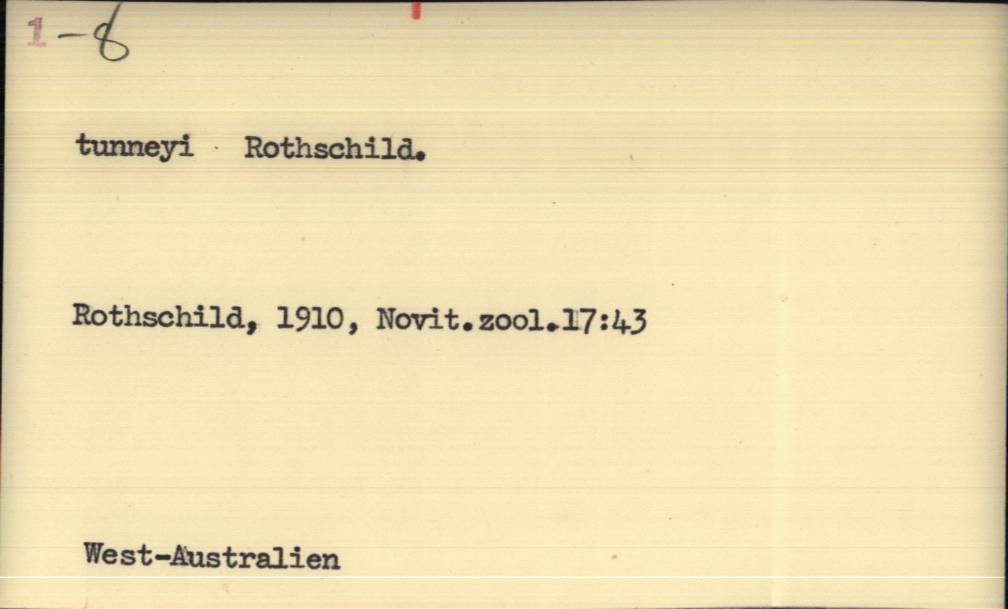 1-8
tunneyi Rothschild.
Rothschild, 1910, Novit.zool.17:43
West-Australien